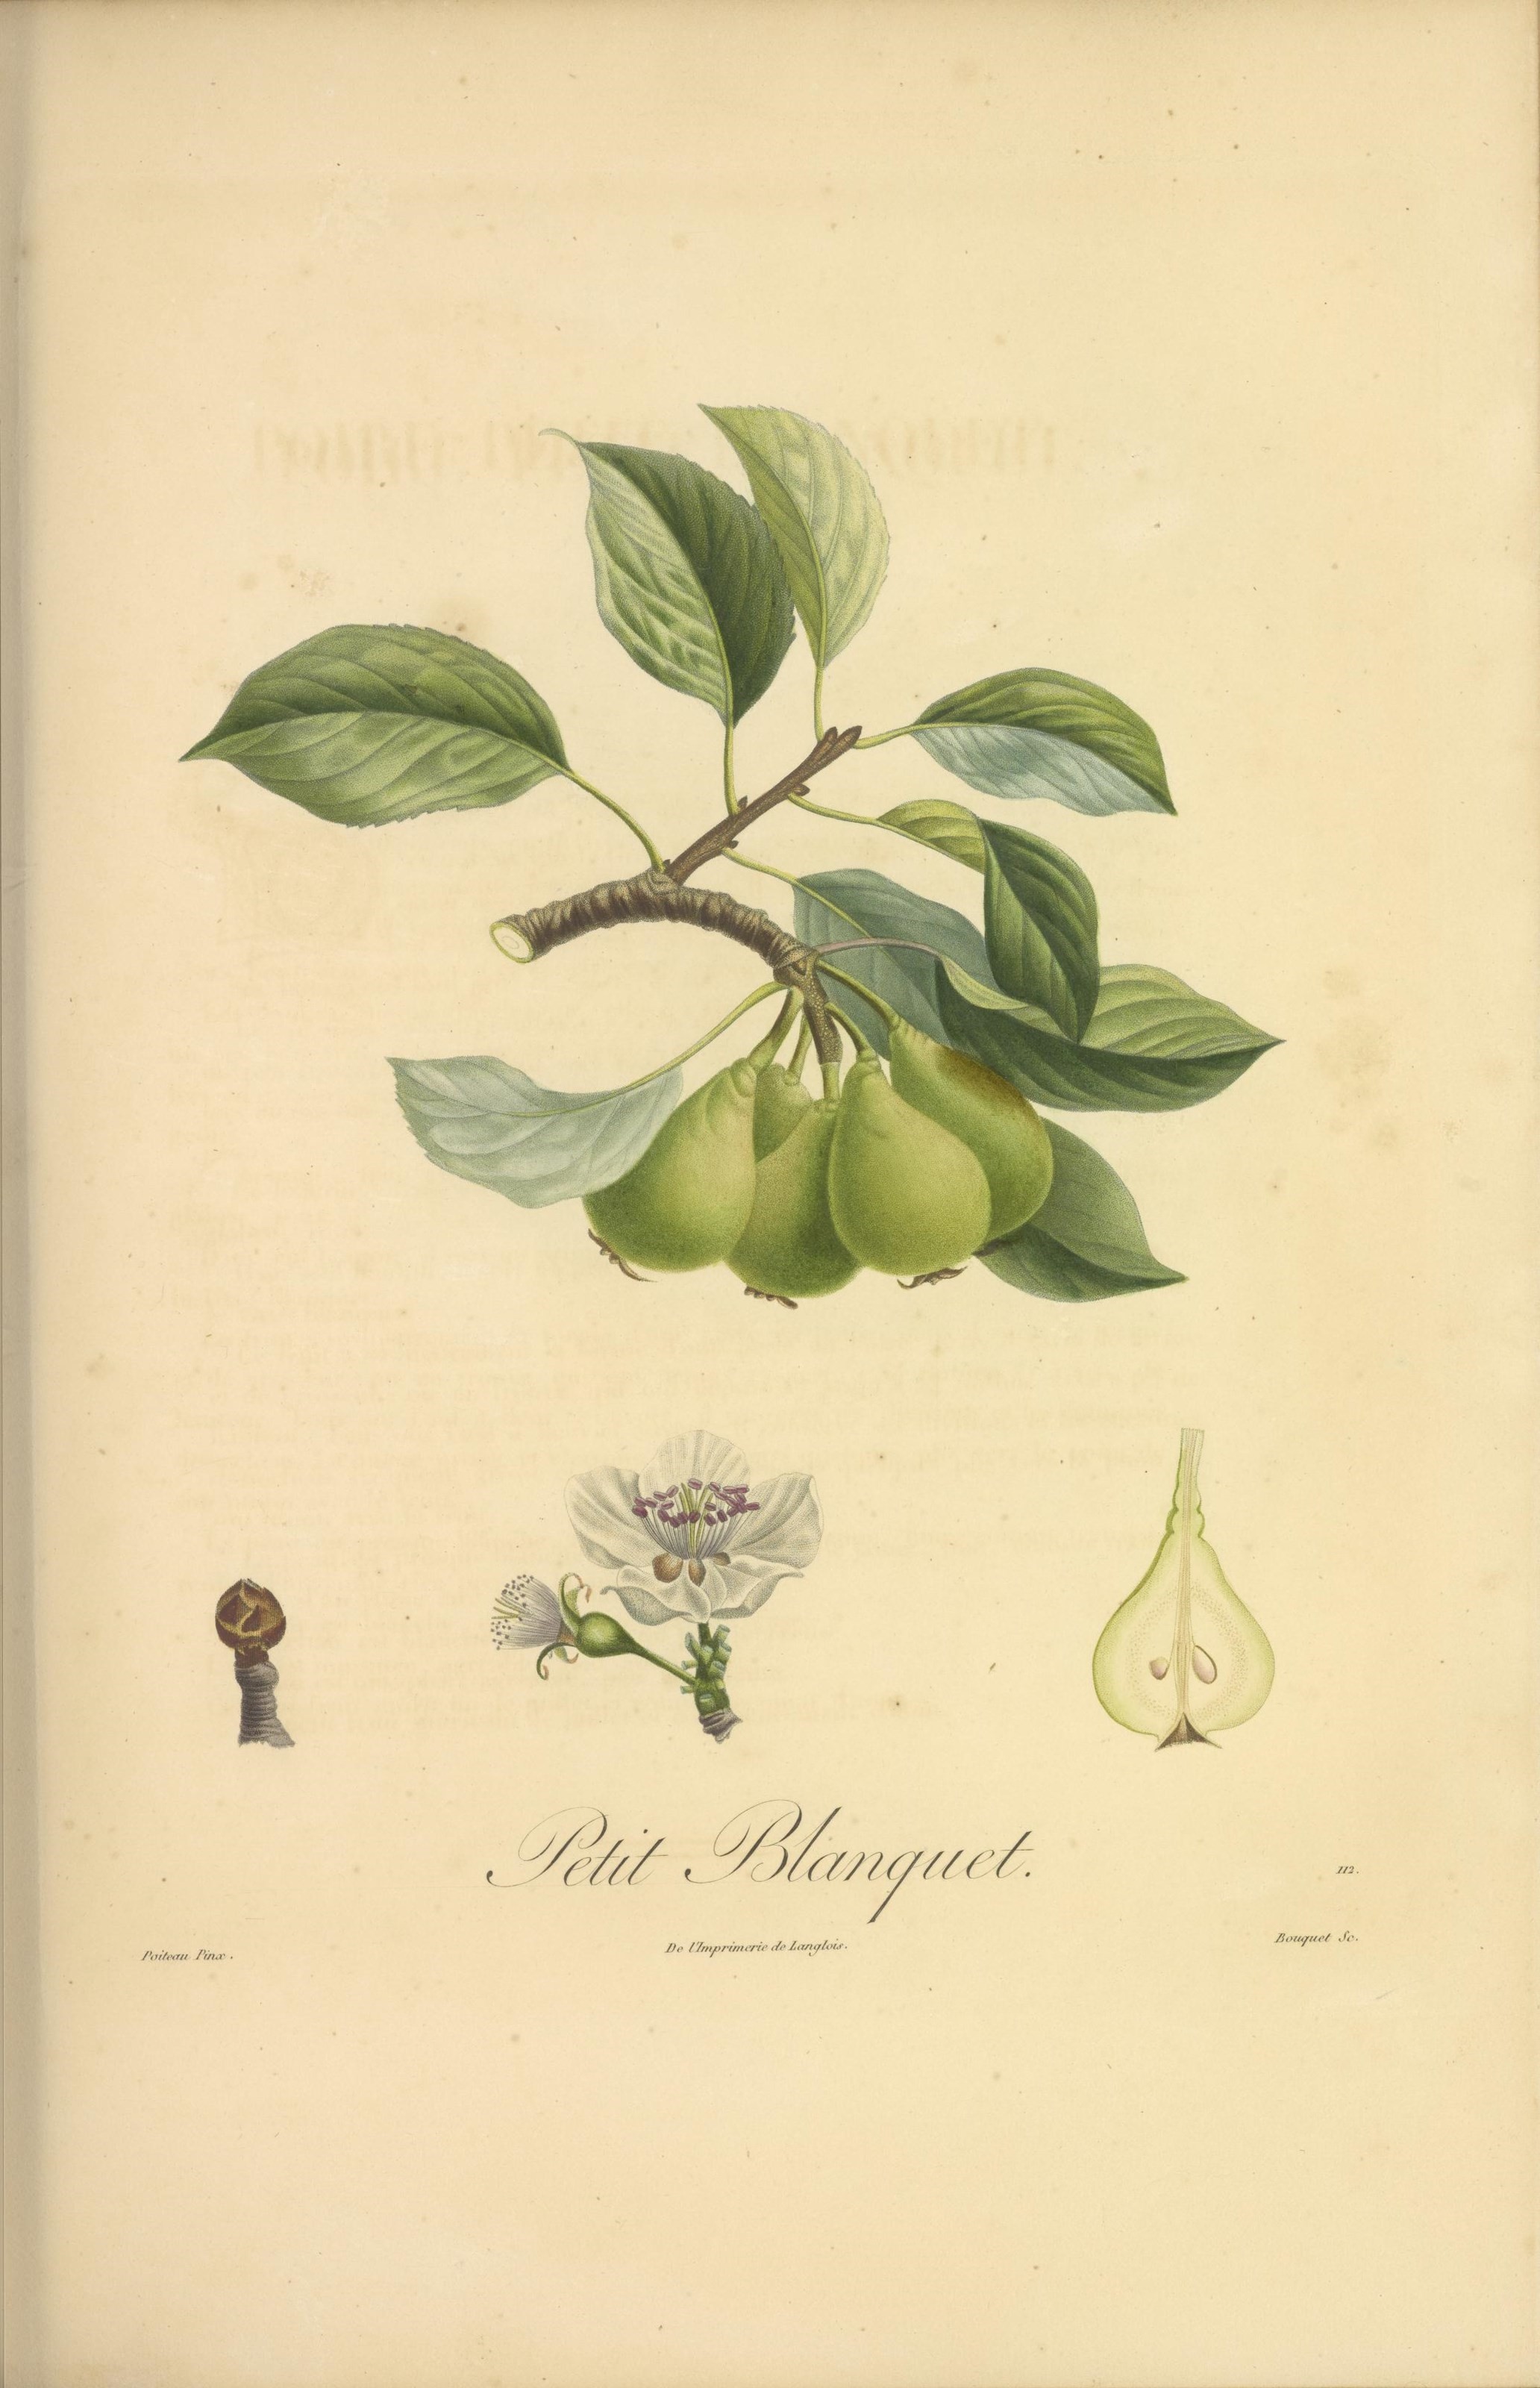 Petit Blanquet.
112.
Poiteau Pinx.
De l'Imprimerie de Langlois.
Bouquet Sc.